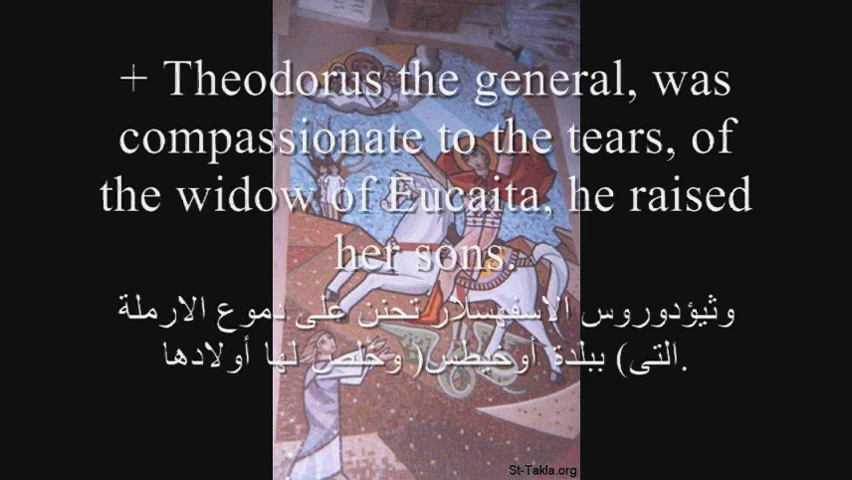 + Theodorus the general, was
compassionate to the tears, of
the widow of Eucaita, he raised
her sons.
وثيؤدوروس الاسفهسلار تحنن على دموع الارملة
التى) ببلدة أوحيطس( وخلص لها أولادها.
St-Takla.org